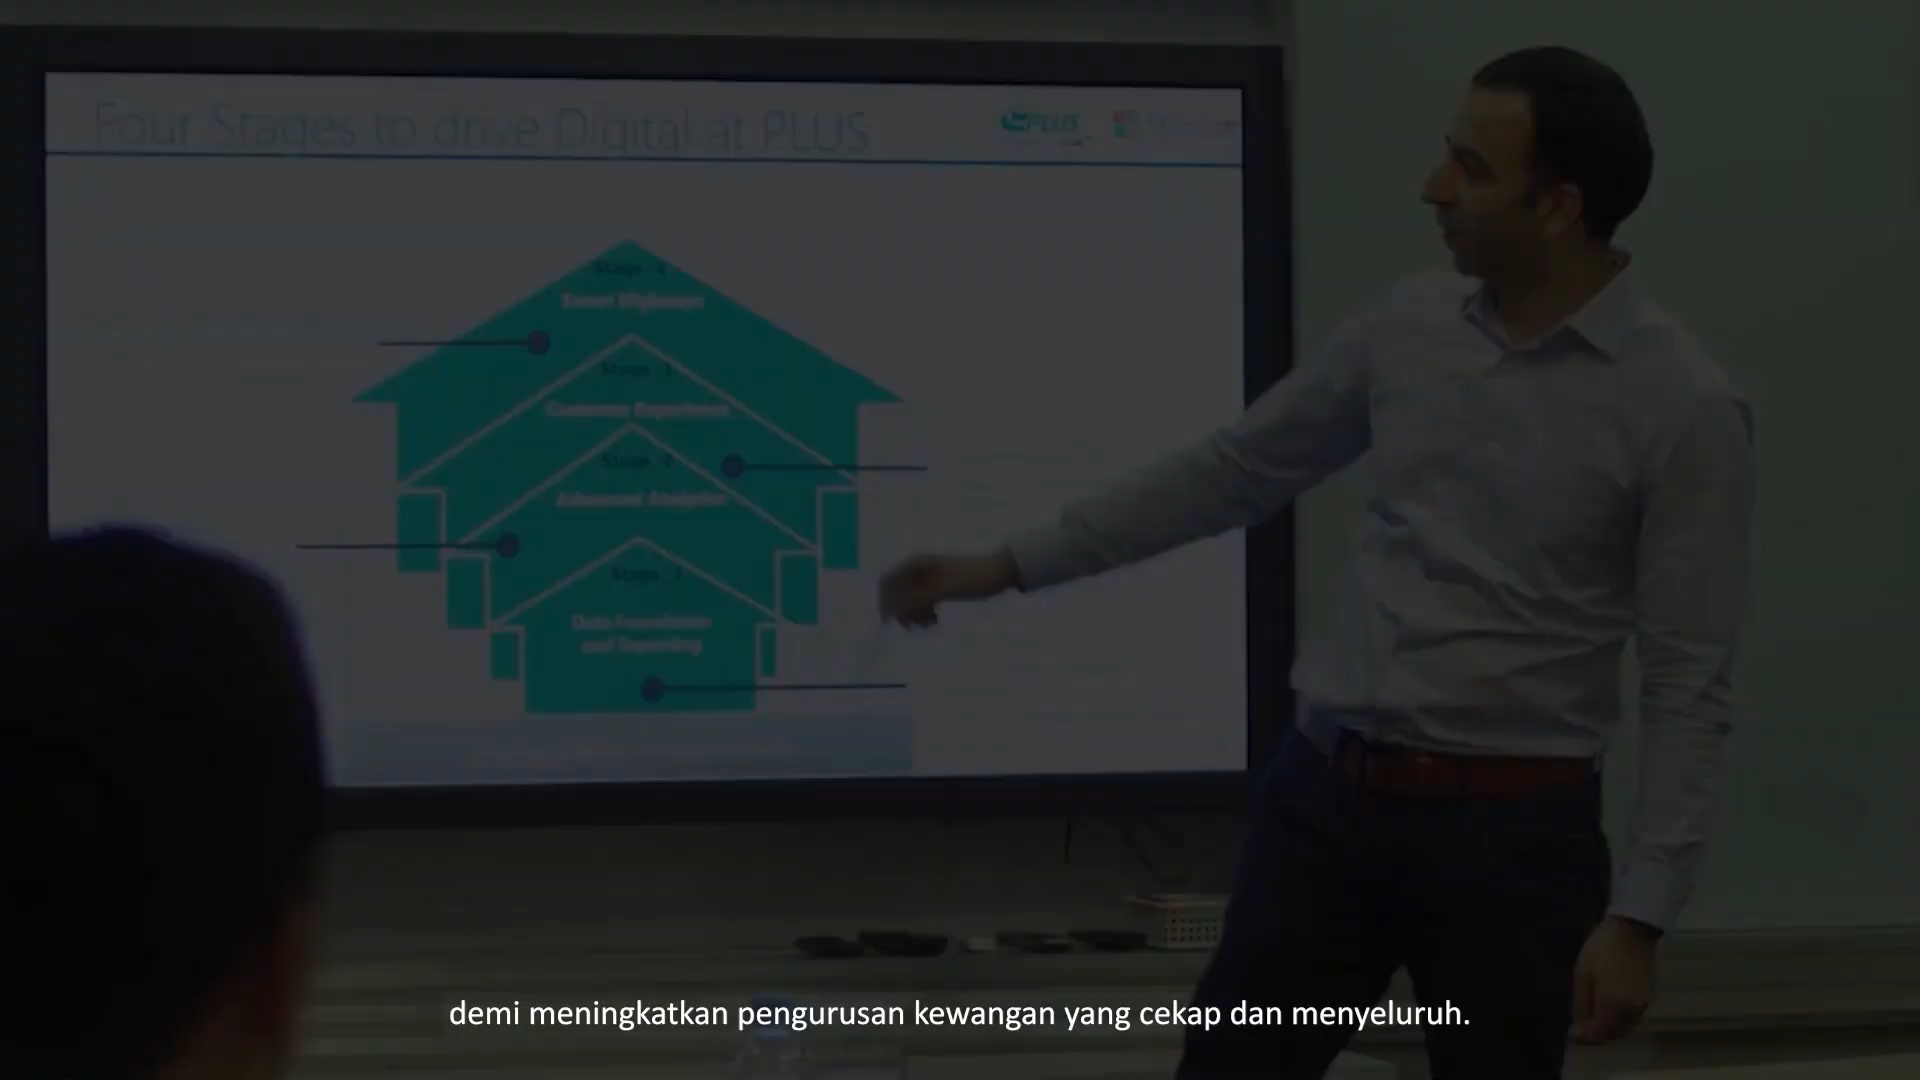 Four Stages to drive Digital at PLUS
PLUS
Stage 4
Smart Highways
Stage 3
Customer Experience
Stage 2
Advanced Analytics
Stage 1
Data Foundation
and Reporting
demi meningkatkan pengurusan kewangan yang cekap dan menyeluruh.